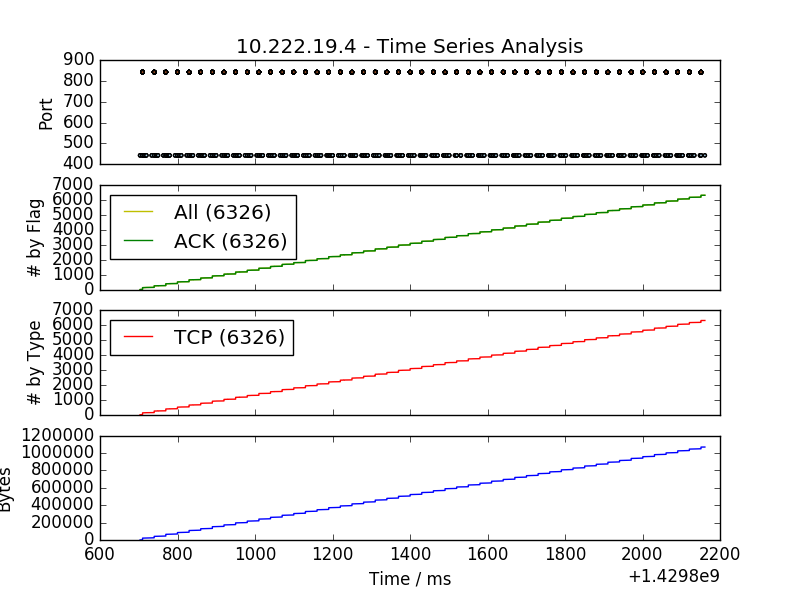 10.222.19.4 - Time Series Analysis
900
800
700
600
500
400
Port
7000
6000
5000
4000
3000
2000
1000
0
# by Flag
All (6326)
ACK (6326)
7000
6000
5000
4000
3000
2000
1000
0
# by Type
TCP (6326)
1200000
1000000
800000
600000
400000
200000
0
Bytes
600 800 1000 1200 1400 1600 1800 2000 2200
Time / ms
+1.4298e9